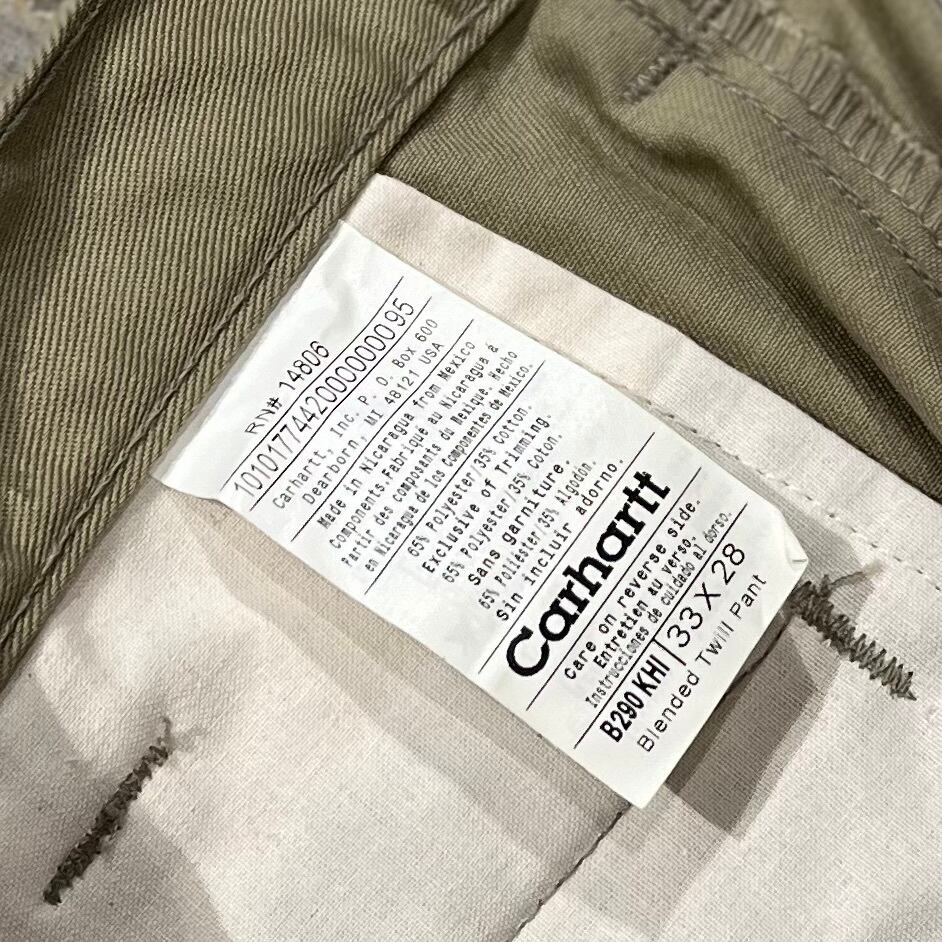 RN# 14806
10101774420000000095
Carhartt, Inc. P. O. Box 600
Dearborn, MI 48121 USA
Made in Nicaragua from Mexico
Components.Fabriqué au Nicaragua á
Partir des composants du Mexique. Hecho
en Nicaragua de los Componentes de México.
65% Polyester/35% Cotton.
Exclusive of Trimming.
65% Polyester/35% Coton.
Sans garniture.
65% Poliester/35% Algodon.
Sin incluir adorno.
Carhartt
Care on reverse side.
Entretien au verso.
Instrucciones de cuidado al dorso.
B290 KHI 33 X 28
Blended Twill Pant